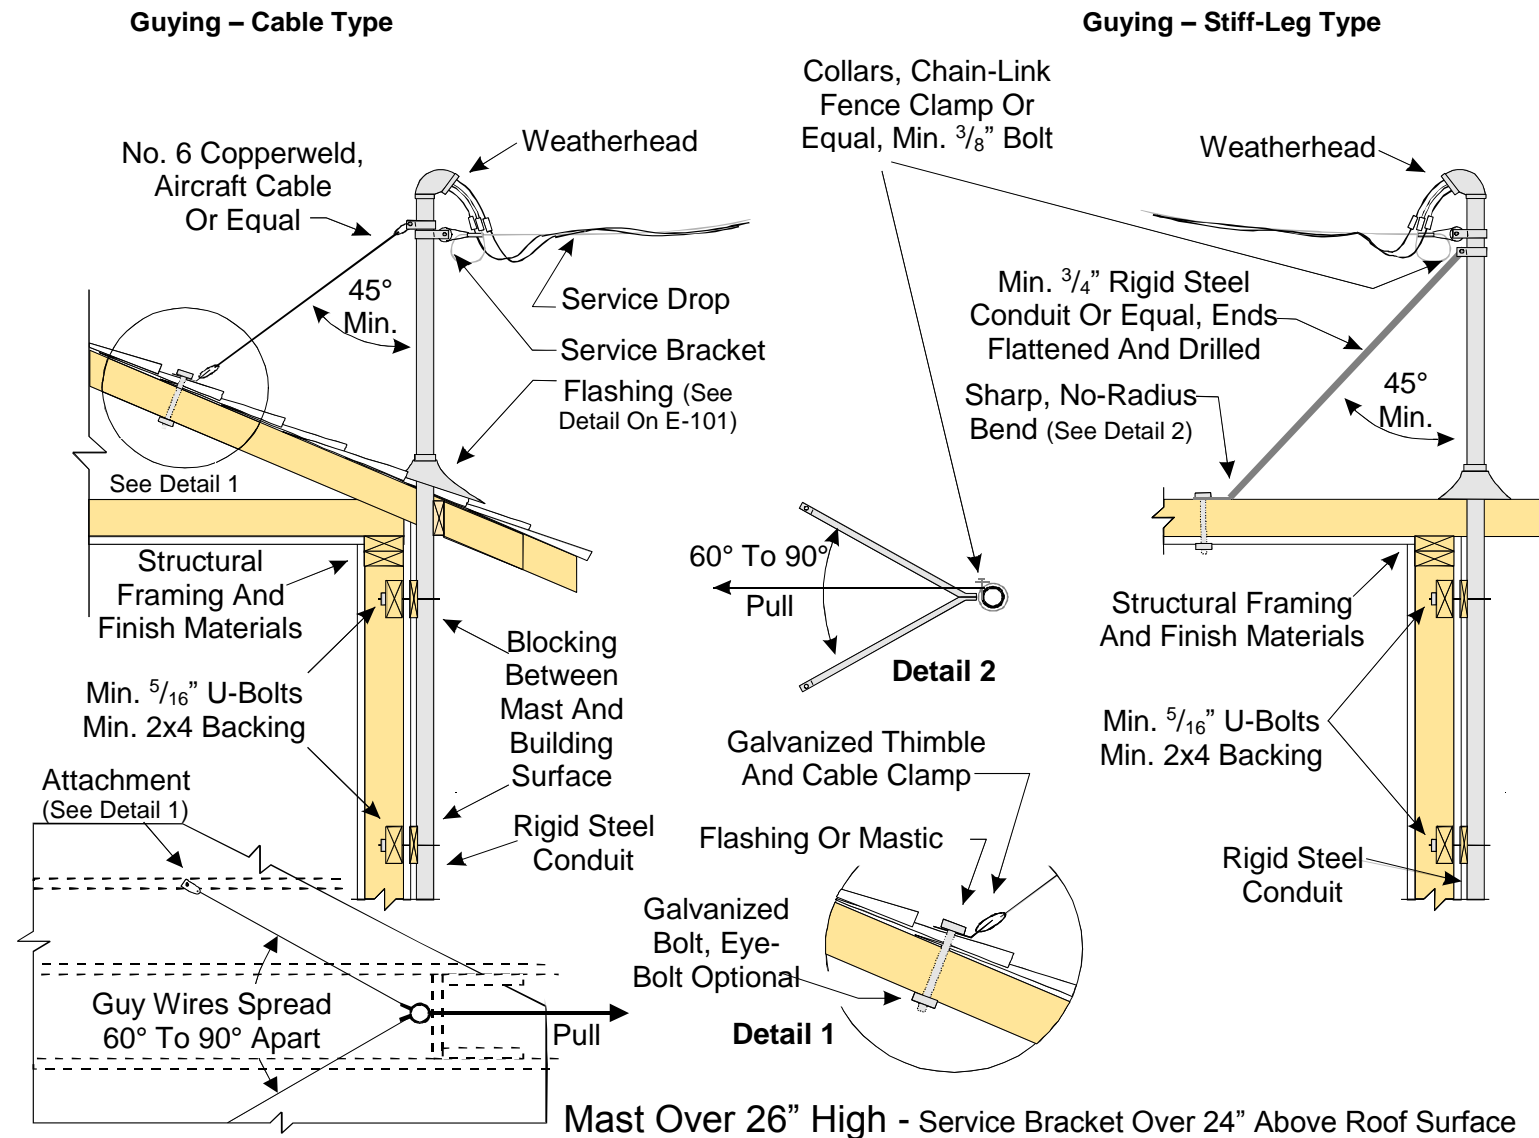 Guying – Cable Type
Guying – Stiff-Leg Type
No. 6 Copperweld,
Aircraft Cable
Or Equal
Weatherhead
45°
Min.
Service Drop
Service Bracket
Flashing (See
Detail On E-101)
See Detail 1
Structural
Framing And
Finish Materials
Min. 5/16” U-Bolts
Min. 2x4 Backing
Blocking
Between
Mast And
Building
Surface
Rigid Steel
Conduit
Attachment
(See Detail 1)
Guy Wires Spread
60° To 90° Apart
Pull
Collars, Chain-Link
Fence Clamp Or
Equal, Min. 3/8” Bolt
Weatherhead
Min. 3/4” Rigid Steel
Conduit Or Equal, Ends
Flattened And Drilled
Sharp, No-Radius
Bend (See Detail 2)
45°
Min.
60° To 90°
Pull
Detail 2
Structural Framing
And Finish Materials
Min. 5/16” U-Bolts
Min. 2x4 Backing
Rigid Steel
Conduit
Galvanized Thimble
And Cable Clamp
Flashing Or Mastic
Galvanized
Bolt, Eye-
Bolt Optional
Detail 1
Mast Over 26” High - Service Bracket Over 24” Above Roof Surface